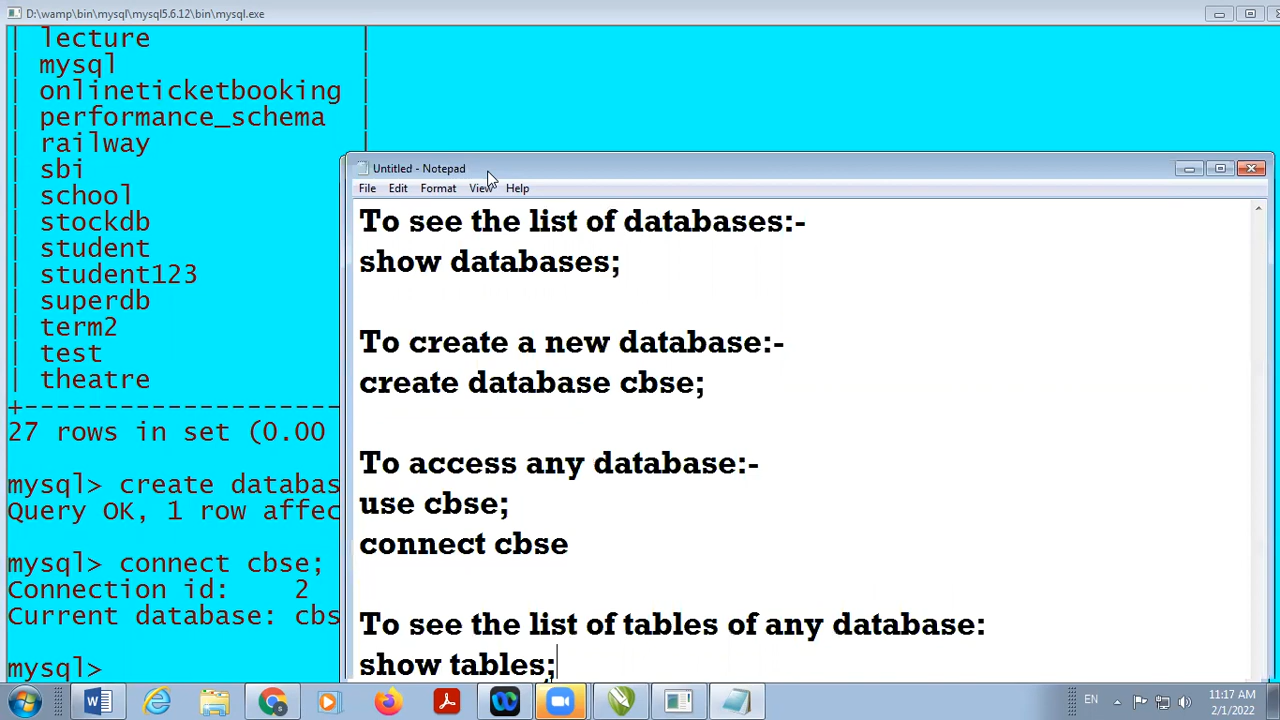 D:\wamp\bin\mysql\mysql5.6.12\bin\mysql.exe
| lecture |
| mysql |
| onlineticketbooking |
| performance_schema |
| railway
| sbi
| school
| stockdb
| student
| student123
| superdb
| term2
| test
| theatre
+---------------------
27 rows in set (0.00
mysql> create databas
Query OK, 1 row affec
mysql> connect cbse;
Connection id: 2
Current database: cbs
mysql>
Untitled - Notepad
File Edit Format View Help
To see the list of databases:-
show databases;
To create a new database:-
create database cbse;
To access any database:-
use cbse;
connect cbse
To see the list of tables of any database:
show tables;
EN
11:17 AM
2/1/2022